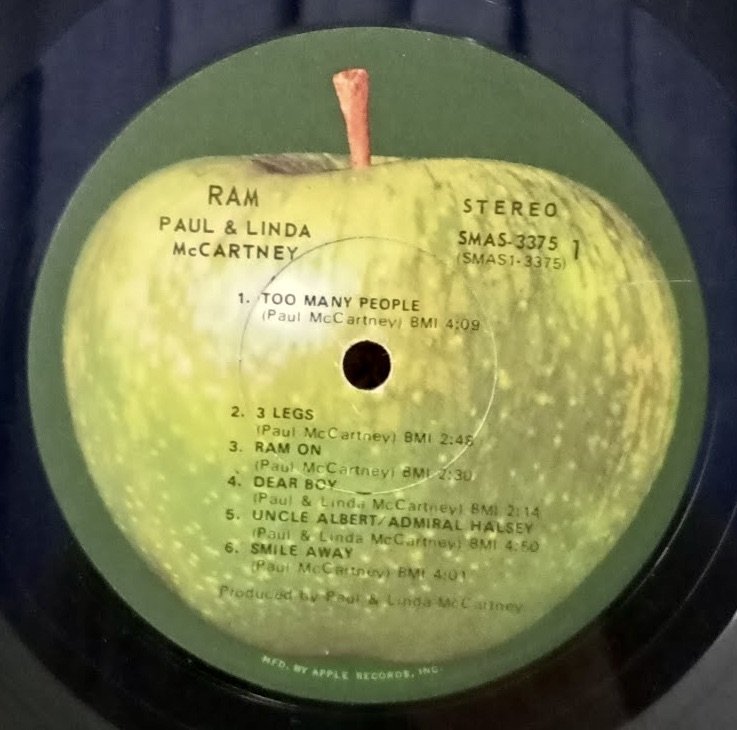 RAM
PAUL & LINDA
McCARTNEY
STEREO
SMAS-3375 1
(SMAS1-3375)
1. TOO MANY PEOPLE
(Paul McCartney) BMI 4:09
2. 3 LEGS
(Paul McCartney) BMI 2:48
3. RAM ON
(Paul McCartney) BMI 2:30
4. DEAR BOY
(Paul & Linda McCartney) BMI 2:14
5. UNCLE ALBERT/ADMIRAL HALSEY
(Paul & Linda McCartney) BMI 4:50
6. SMILE AWAY
(Paul McCartney) BMI 4:01
Produced by Paul & Linda McCartney
MFD. BY APPLE RECORDS, INC.